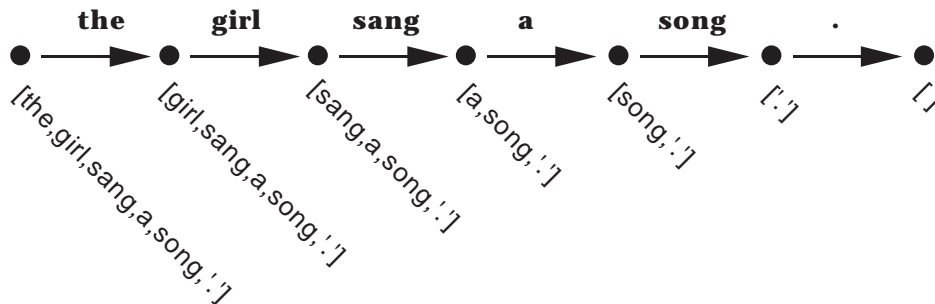 the girl sang a song .
[the,girl,sang,a,song,'.']
[girl,sang,a,song,'.']
[sang,a,song,'.']
[a,song,'.']
[song,'.']
['.']
[ ]